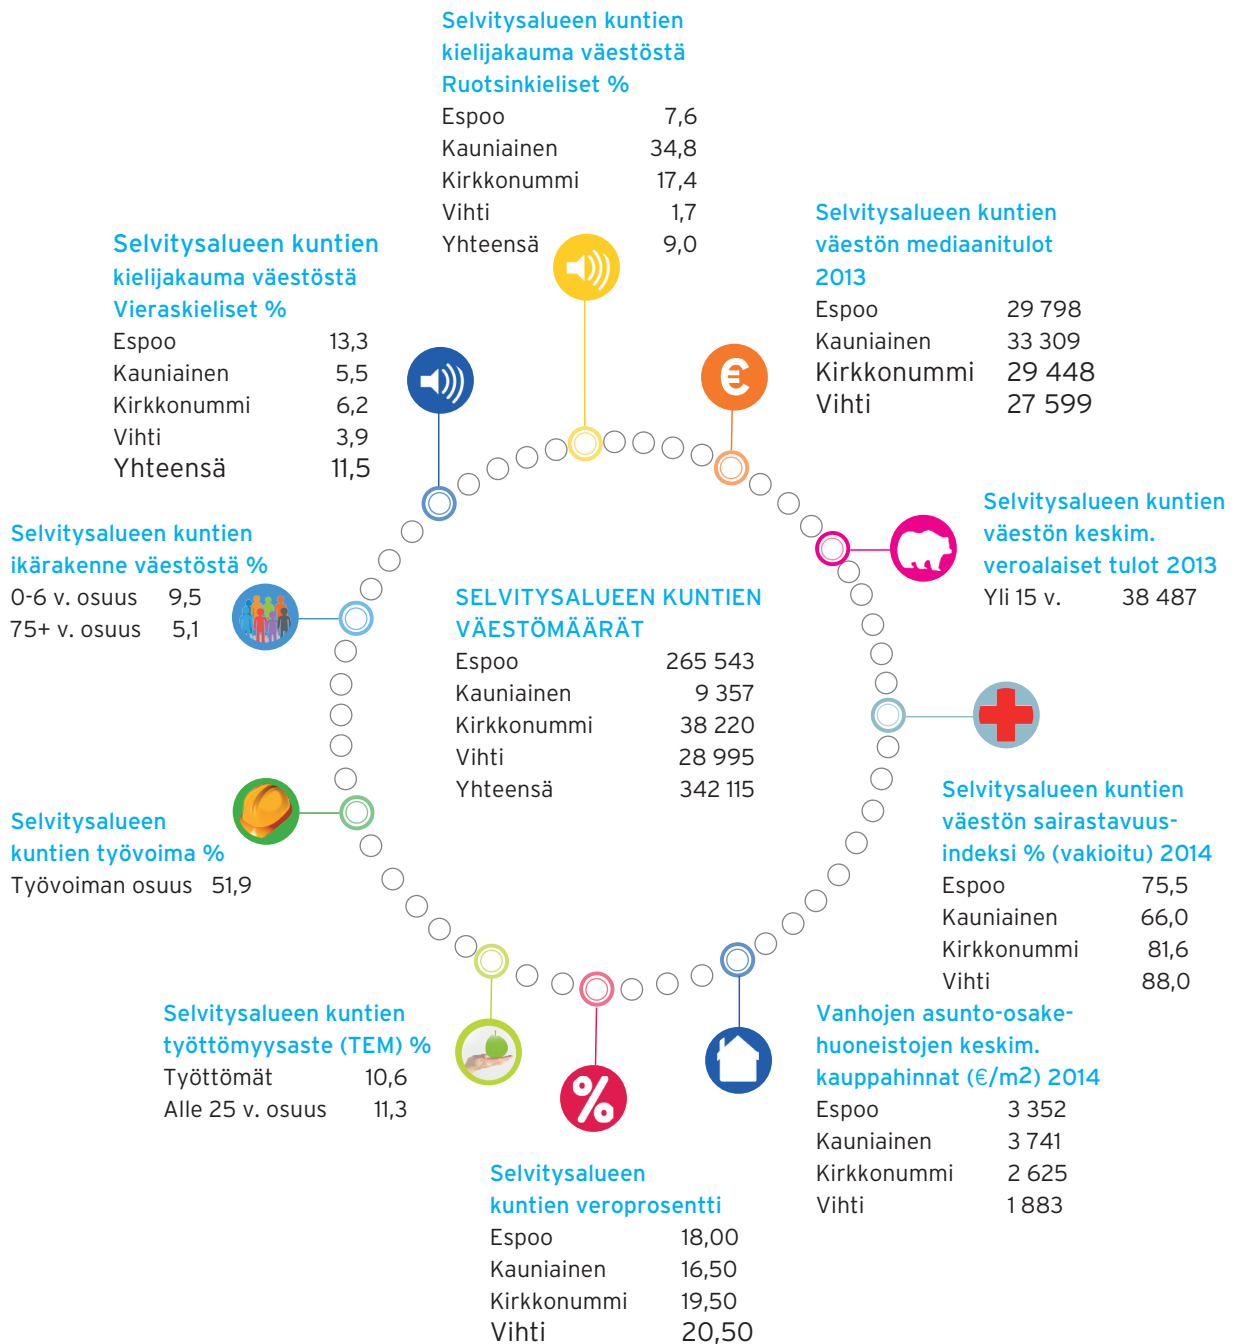 Selvitysalueen kuntien
kielijakauma väestöstä
Ruotsinkieliset %
Espoo 7,6
Kauniainen 34,8
Kirkkonummi 17,4
Vihti 1,7
Yhteensä 9,0
Selvitysalueen kuntien
väestön mediaanitulot
2013
Espoo 29 798
Kauniainen 33 309
Kirkkonummi 29 448
Vihti 27 599
Selvitysalueen kuntien
kielijakauma väestöstä
Vieraskieliset %
Espoo 13,3
Kauniainen 5,5
Kirkkonummi 6,2
Vihti 3,9
Yhteensä 11,5
€
Selvitysalueen kuntien
väestön keskim.
veroalaiset tulot 2013
Yli 15 v. 38 487
Selvitysalueen kuntien
ikärakenne väestöstä %
0-6 v. osuus 9,5
75+ v. osuus 5,1
SELVITYSALUEEN KUNTIEN
VÄESTÖMÄÄRÄT
Espoo 265 543
Kauniainen 9 357
Kirkkonummi 38 220
Vihti 28 995
Yhteensä 342 115
Selvitysalueen kuntien
väestön sairastavuus-
indeksi % (vakioitu) 2014
Espoo 75,5
Kauniainen 66,0
Kirkkonummi 81,6
Vihti 88,0
Selvitysalueen
kuntien työvoima %
Työvoiman osuus 51,9
Selvitysalueen kuntien
työttömyysaste (TEM) %
Työttömät 10,6
Alle 25 v. osuus 11,3
%
Vanhojen asunto-osake-
huoneistojen keskim.
kauppahinnat (€/m2) 2014
Espoo 3 352
Kauniainen 3 741
Kirkkonummi 2 625
Vihti 1 883
Selvitysalueen
kuntien veroprosentti
Espoo 18,00
Kauniainen 16,50
Kirkkonummi 19,50
Vihti 20,50